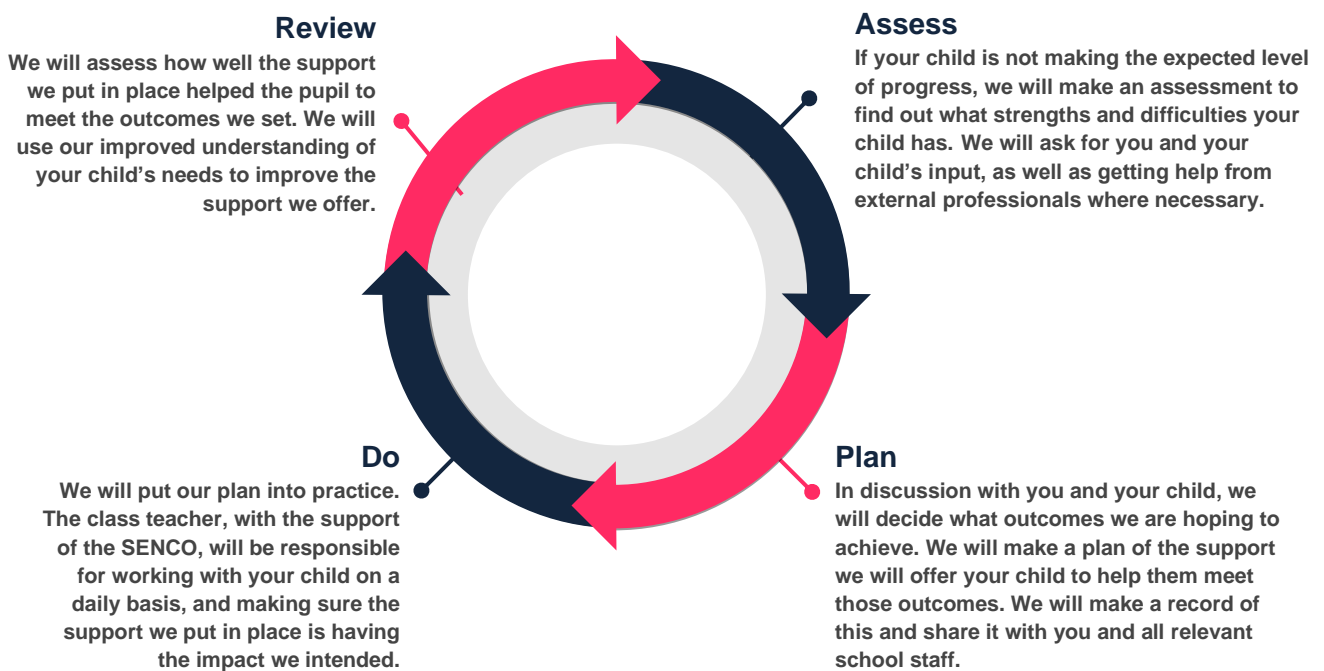 Review
We will assess how well the support
we put in place helped the pupil to
meet the outcomes we set. We will
use our improved understanding of
your child’s needs to improve the
support we offer.
Assess
If your child is not making the expected level
of progress, we will make an assessment to
find out what strengths and difficulties your
child has. We will ask for you and your
child’s input, as well as getting help from
external professionals where necessary.
Do
We will put our plan into practice.
The class teacher, with the support
of the SENCO, will be responsible
for working with your child on a
daily basis, and making sure the
support we put in place is having
the impact we intended.
Plan
In discussion with you and your child, we
will decide what outcomes we are hoping to
achieve. We will make a plan of the support
we will offer your child to help them meet
those outcomes. We will make a record of
this and share it with you and all relevant
school staff.